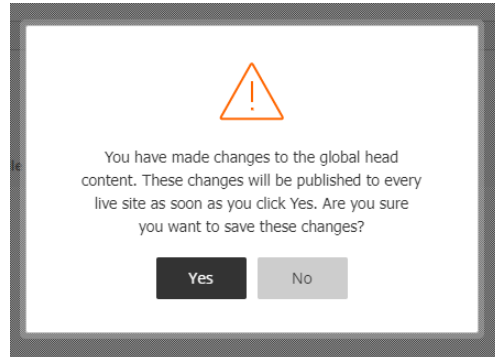 le
You have made changes to the global head
content. These changes will be published to every
live site as soon as you click Yes. Are you sure
you want to save these changes?
Yes
No